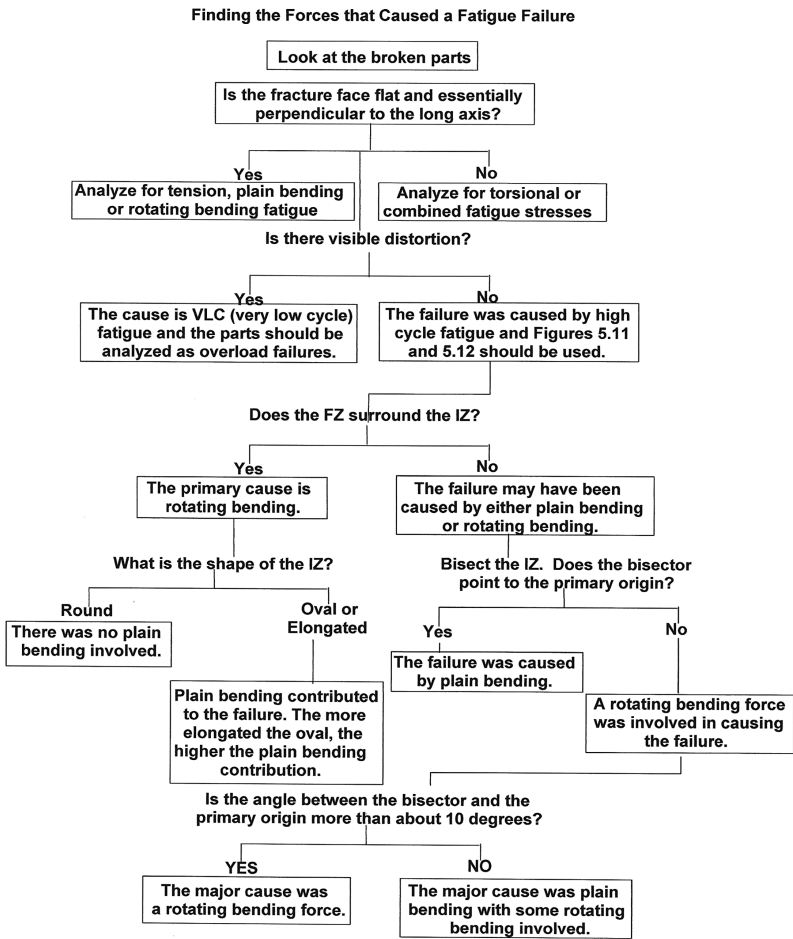 Finding the Forces that Caused a Fatigue Failure
Look at the broken parts
Is the fracture face flat and essentially
perpendicular to the long axis?
Yes
Analyze for tension, plain bending
or rotating bending fatigue
No
Analyze for torsional or
combined fatigue stresses
Is there visible distortion?
Yes
The cause is VLC (very low cycle)
fatigue and the parts should be
analyzed as overload failures.
No
The failure was caused by high
cycle fatigue and Figures 5.11
and 5.12 should be used.
Does the FZ surround the IZ?
Yes
The primary cause is
rotating bending.
No
The failure may have been
caused by either plain bending
or rotating bending.
What is the shape of the IZ?
Round
There was no plain
bending involved.
Oval or
Elongated
Plain bending contributed
to the failure. The more
elongated the oval, the
higher the plain bending
contribution.
Bisect the IZ. Does the bisector
point to the primary origin?
Yes
The failure was caused
by plain bending.
No
A rotating bending force
was involved in causing
the failure.
Is the angle between the bisector and the
primary origin more than about 10 degrees?
YES
The major cause was
a rotating bending force.
NO
The major cause was plain
bending with some rotating
bending involved.